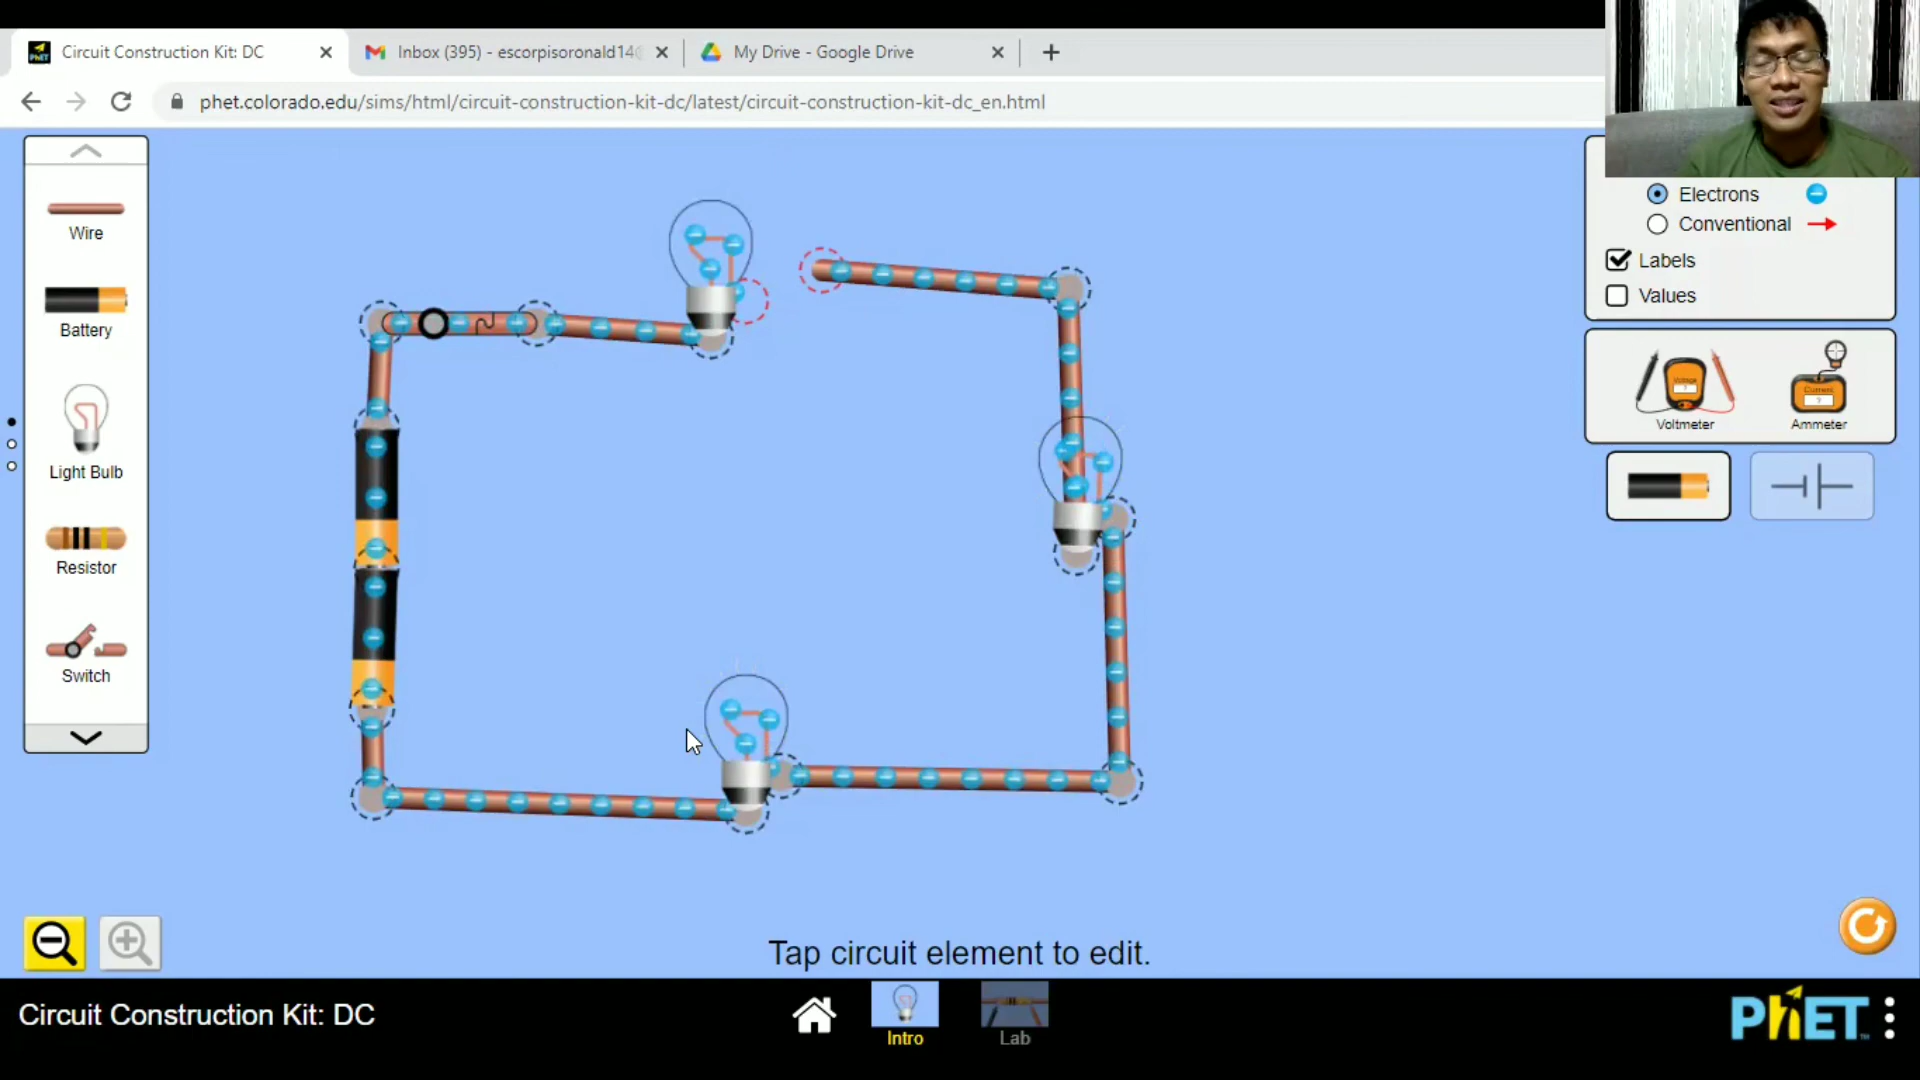 Circuit Construction Kit: DC
Inbox (395) - escorpisoronald14
My Drive - Google Drive
phet.colorado.edu/sims/html/circuit-construction-kit-dc/latest/circuit-construction-kit-dc_en.html
Wire
Battery
Light Bulb
Resistor
Switch
Electrons
Conventional
Labels
Values
Voltage
?
Current
?
Voltmeter
Ammeter
Tap circuit element to edit.
Circuit Construction Kit: DC
Intro
Lab
PhET